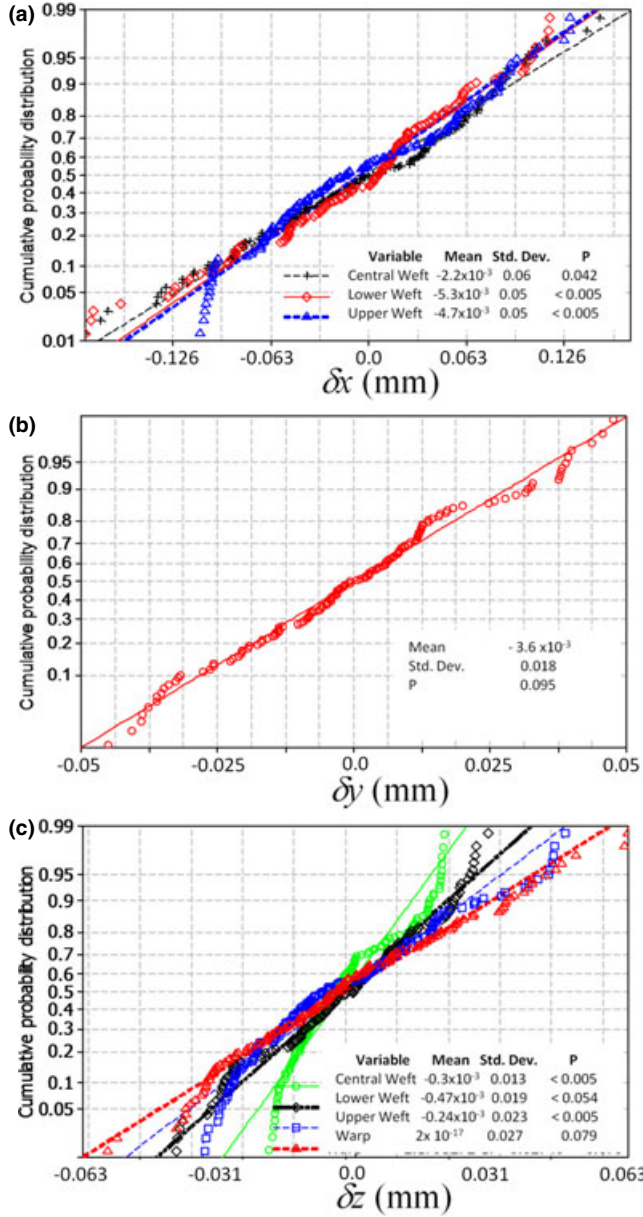 (a)
Cumulative probability distribution
0.99
0.95
0.9
0.8
0.7
0.6
0.5
0.4
0.3
0.2
0.1
0.05
0.01
Variable Mean Std. Dev. P
Central Weft -2.2x10⁻³ 0.06 0.042
Lower Weft -5.3x10⁻³ 0.05 < 0.005
Upper Weft -4.7x10⁻³ 0.05 < 0.005
-0.126 -0.063 0.0 0.063 0.126
δx (mm)
(b)
Cumulative probability distribution
0.95
0.9
0.8
0.7
0.6
0.5
0.4
0.3
0.2
0.1
Mean - 3.6 x10⁻³
Std. Dev. 0.018
P 0.095
-0.05 -0.025 0.0 0.025 0.05
δy (mm)
(c)
Cumulative probability distribution
0.99
0.95
0.9
0.8
0.7
0.6
0.5
0.4
0.3
0.2
0.1
0.05
Variable Mean Std. Dev. P
Central Weft -0.3x10⁻³ 0.013 < 0.005
Lower Weft -0.47x10⁻³ 0.019 < 0.054
Upper Weft -0.24x10⁻³ 0.023 < 0.005
Warp 2x 10⁻¹⁷ 0.027 0.079
-0.063 -0.031 0.0 0.031 0.063
δz (mm)